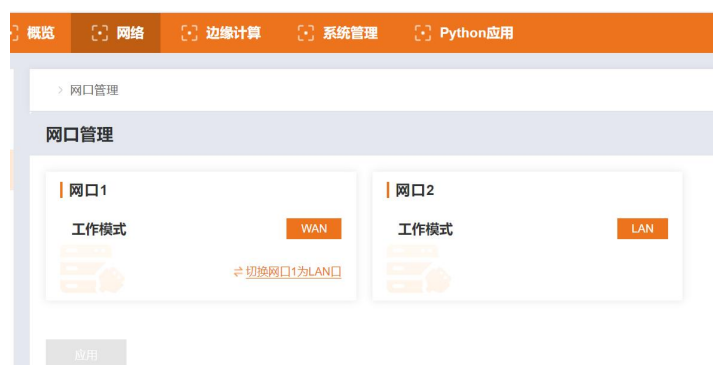 概览 网络 边缘计算 系统管理 Python应用
> 网口管理
网口管理
网口1 网口2
工作模式 WAN 工作模式 LAN
⇌切换网口1为LAN口
应用